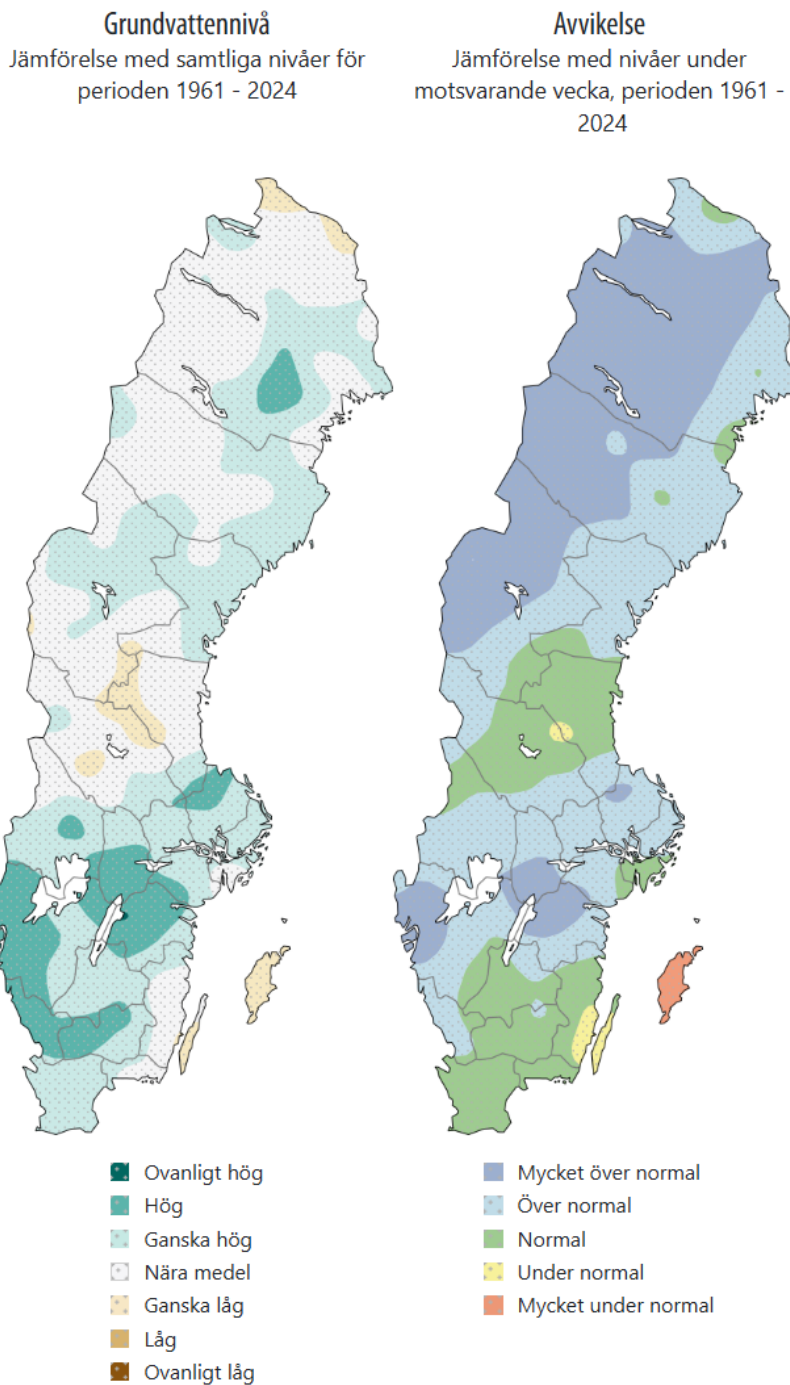 Grundvattennivå
Jämförelse med samtliga nivåer för
perioden 1961 - 2024
Avvikelse
Jämförelse med nivåer under
motsvarande vecka, perioden 1961 -
2024
Ovanligt hög
Hög
Ganska hög
Nära medel
Ganska låg
Låg
Ovanligt låg
Mycket över normal
Över normal
Normal
Under normal
Mycket under normal